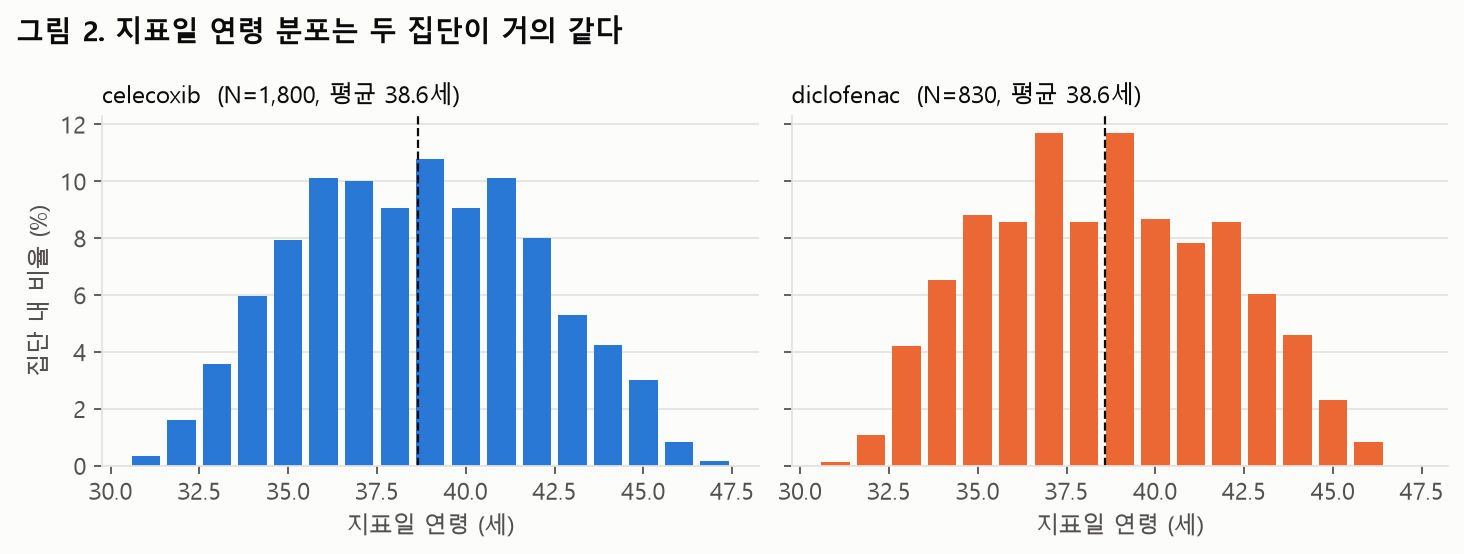 그림 2. 지표일 연령 분포는 두 집단이 거의 같다
celecoxib (N=1,800, 평균 38.6세)
집단 내 비율 (%)
12
10
8
6
4
2
0
30.0 32.5 35.0 37.5 40.0 42.5 45.0 47.5
지표일 연령 (세)
diclofenac (N=830, 평균 38.6세)
30.0 32.5 35.0 37.5 40.0 42.5 45.0 47.5
지표일 연령 (세)